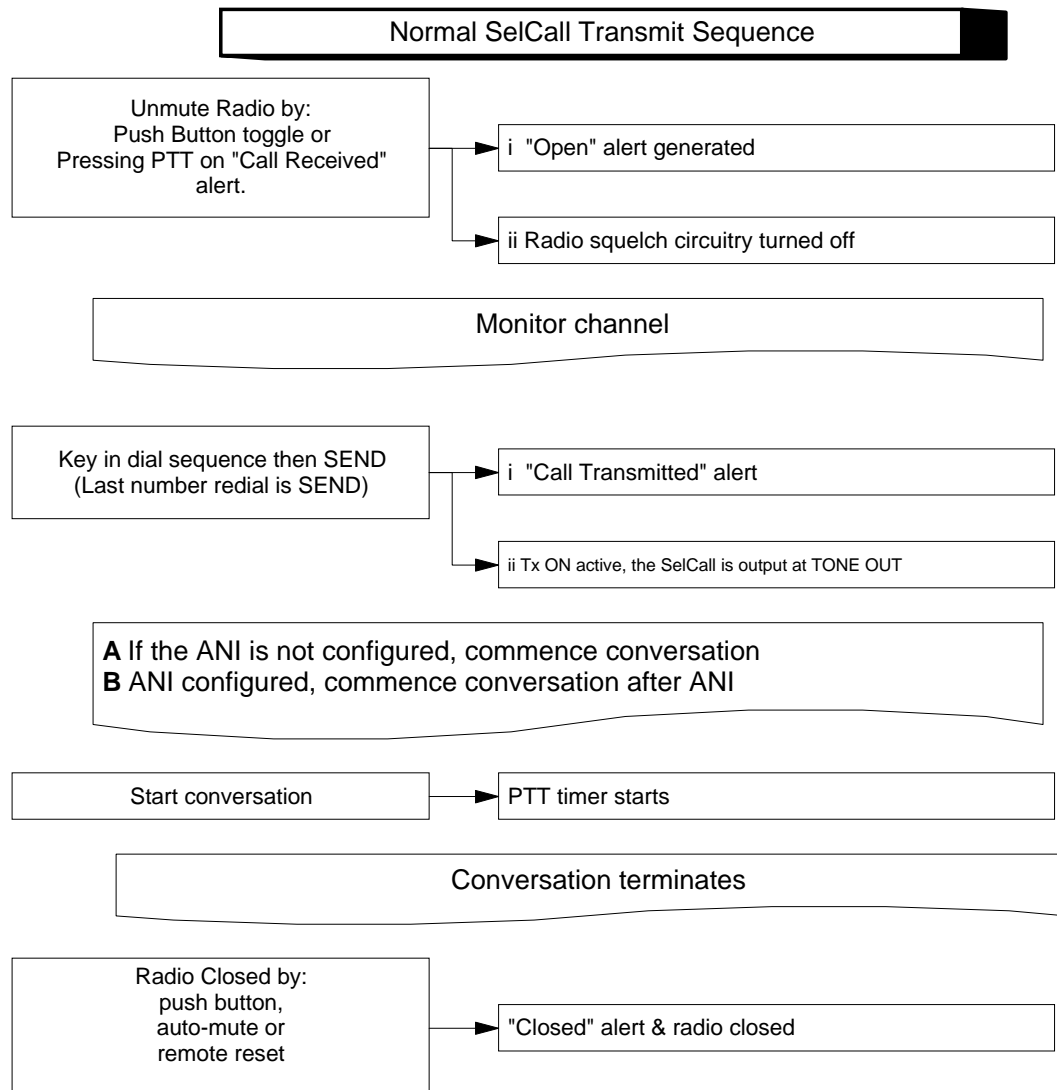 Normal SelCall Transmit Sequence
Unmute Radio by:
Push Button toggle or
Pressing PTT on "Call Received"
alert.
i "Open" alert generated
ii Radio squelch circuitry turned off
Monitor channel
Key in dial sequence then SEND
(Last number redial is SEND)
i "Call Transmitted" alert
ii Tx ON active, the SelCall is output at TONE OUT
A If the ANI is not configured, commence conversation
B ANI configured, commence conversation after ANI
Start conversation
PTT timer starts
Conversation terminates
Radio Closed by:
push button,
auto-mute or
remote reset
"Closed" alert & radio closed